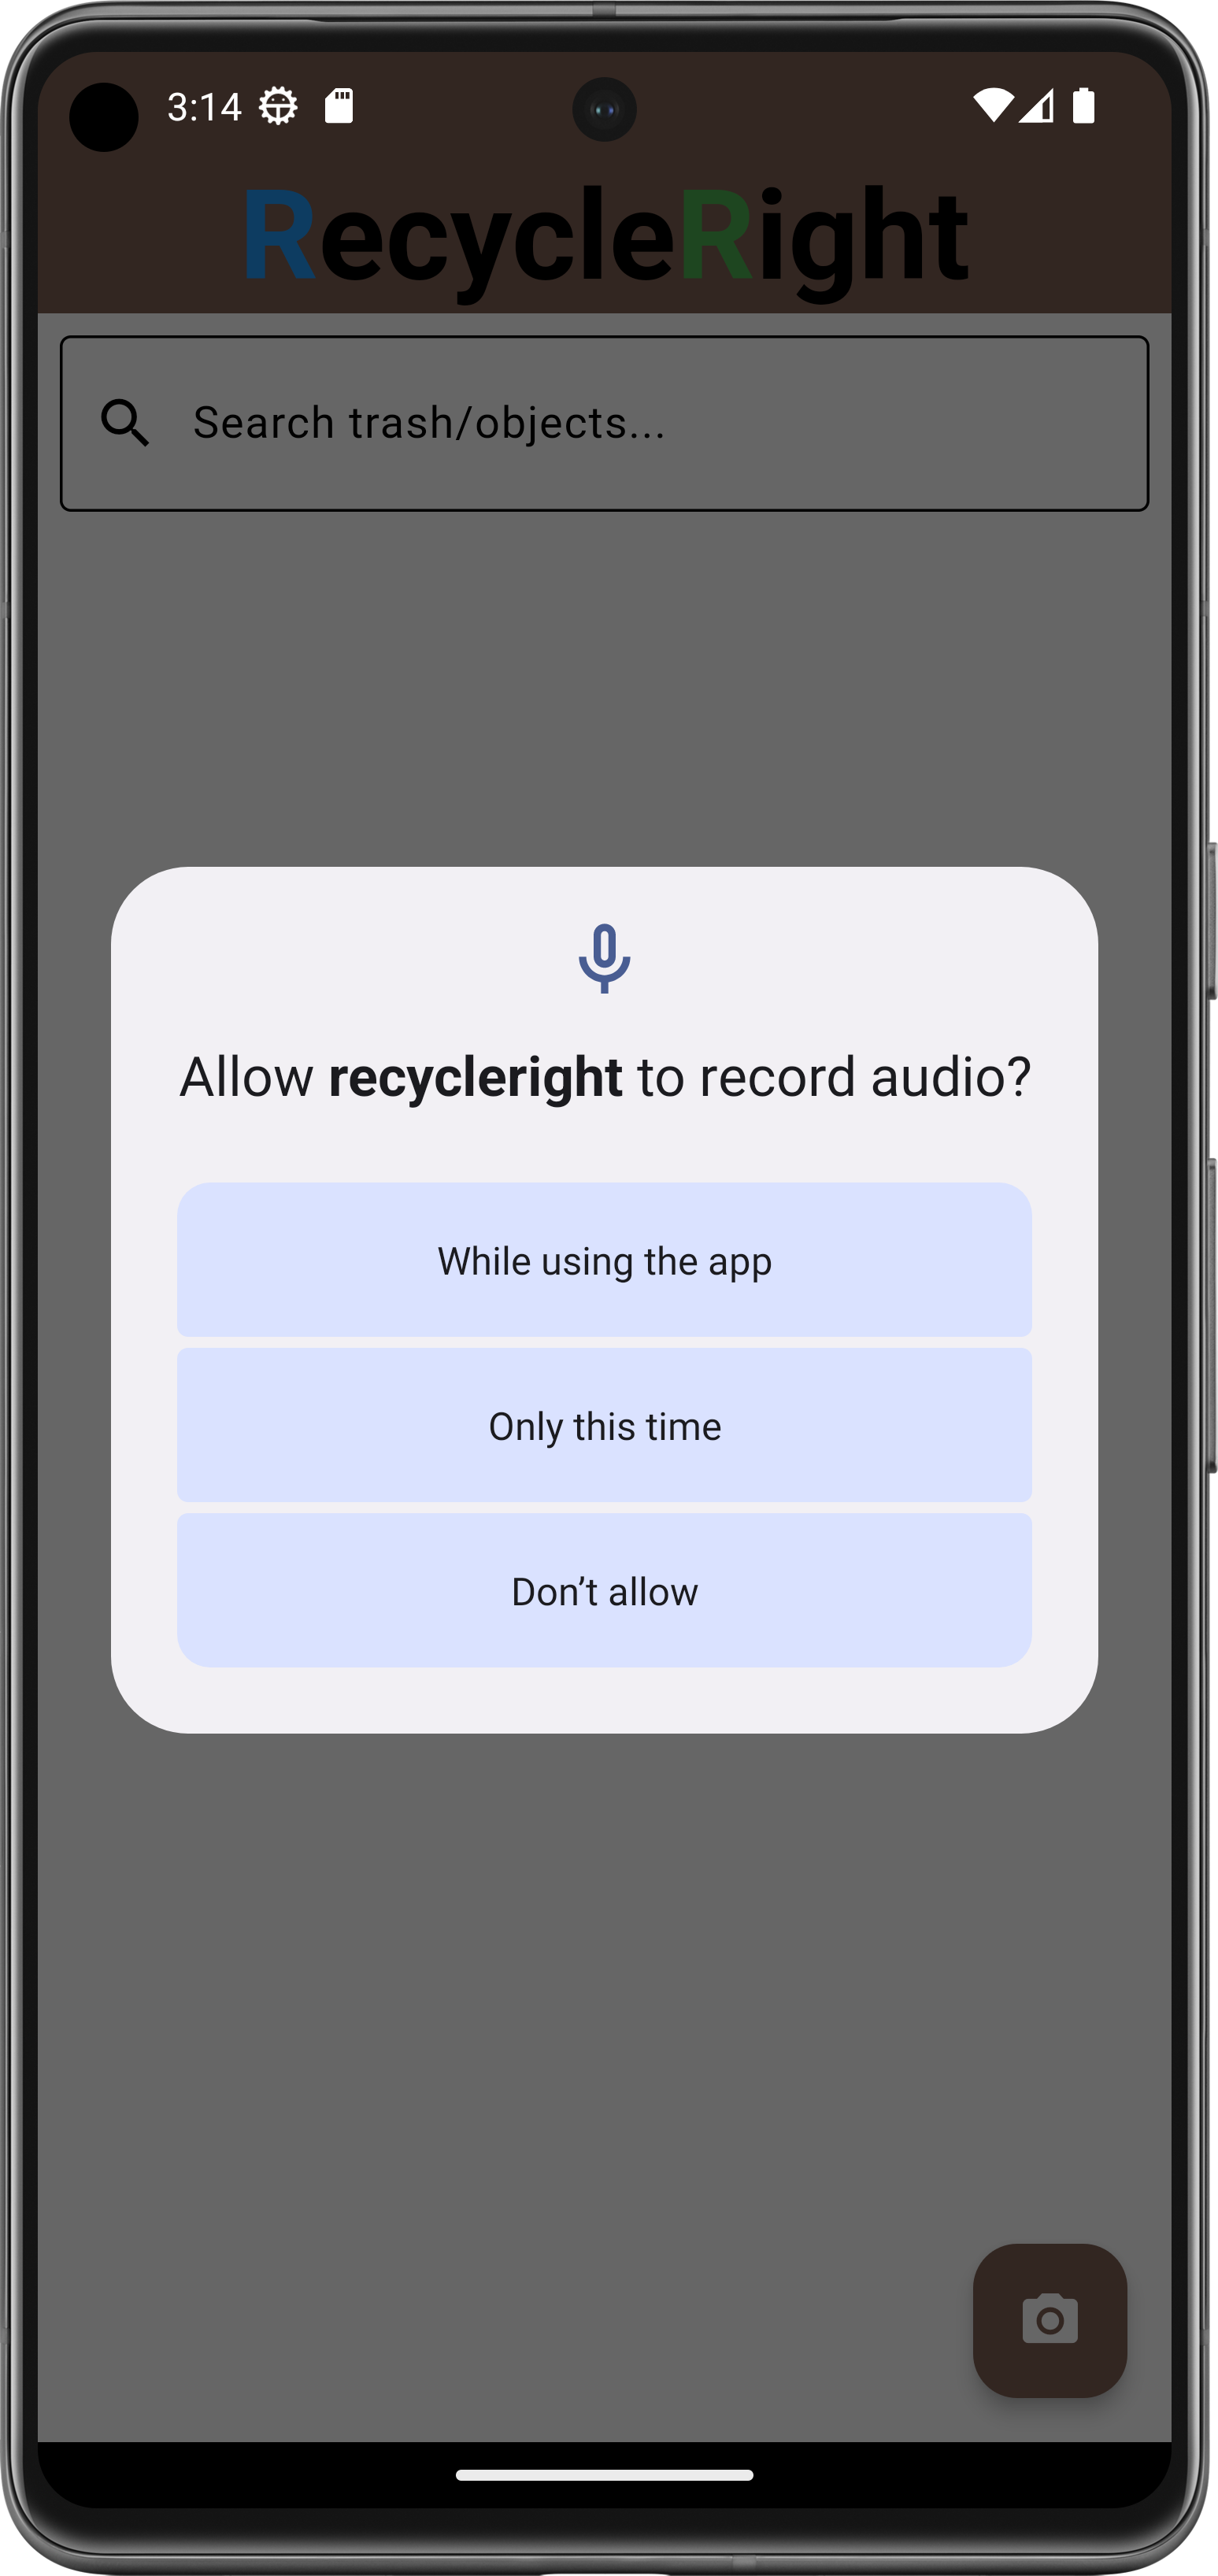 3:14
RecycleRight
Search trash/objects...
Allow recycleright to record audio?
While using the app
Only this time
Don’t allow